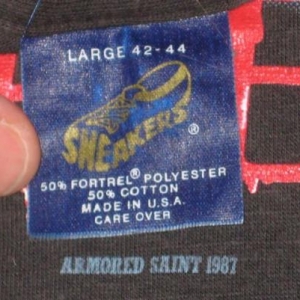 LARGE 42-44
SNEAKERS®
50% FORTREL® POLYESTER
50% COTTON
MADE IN U.S.A.
CARE OVER
ARMORED SAINT 1987